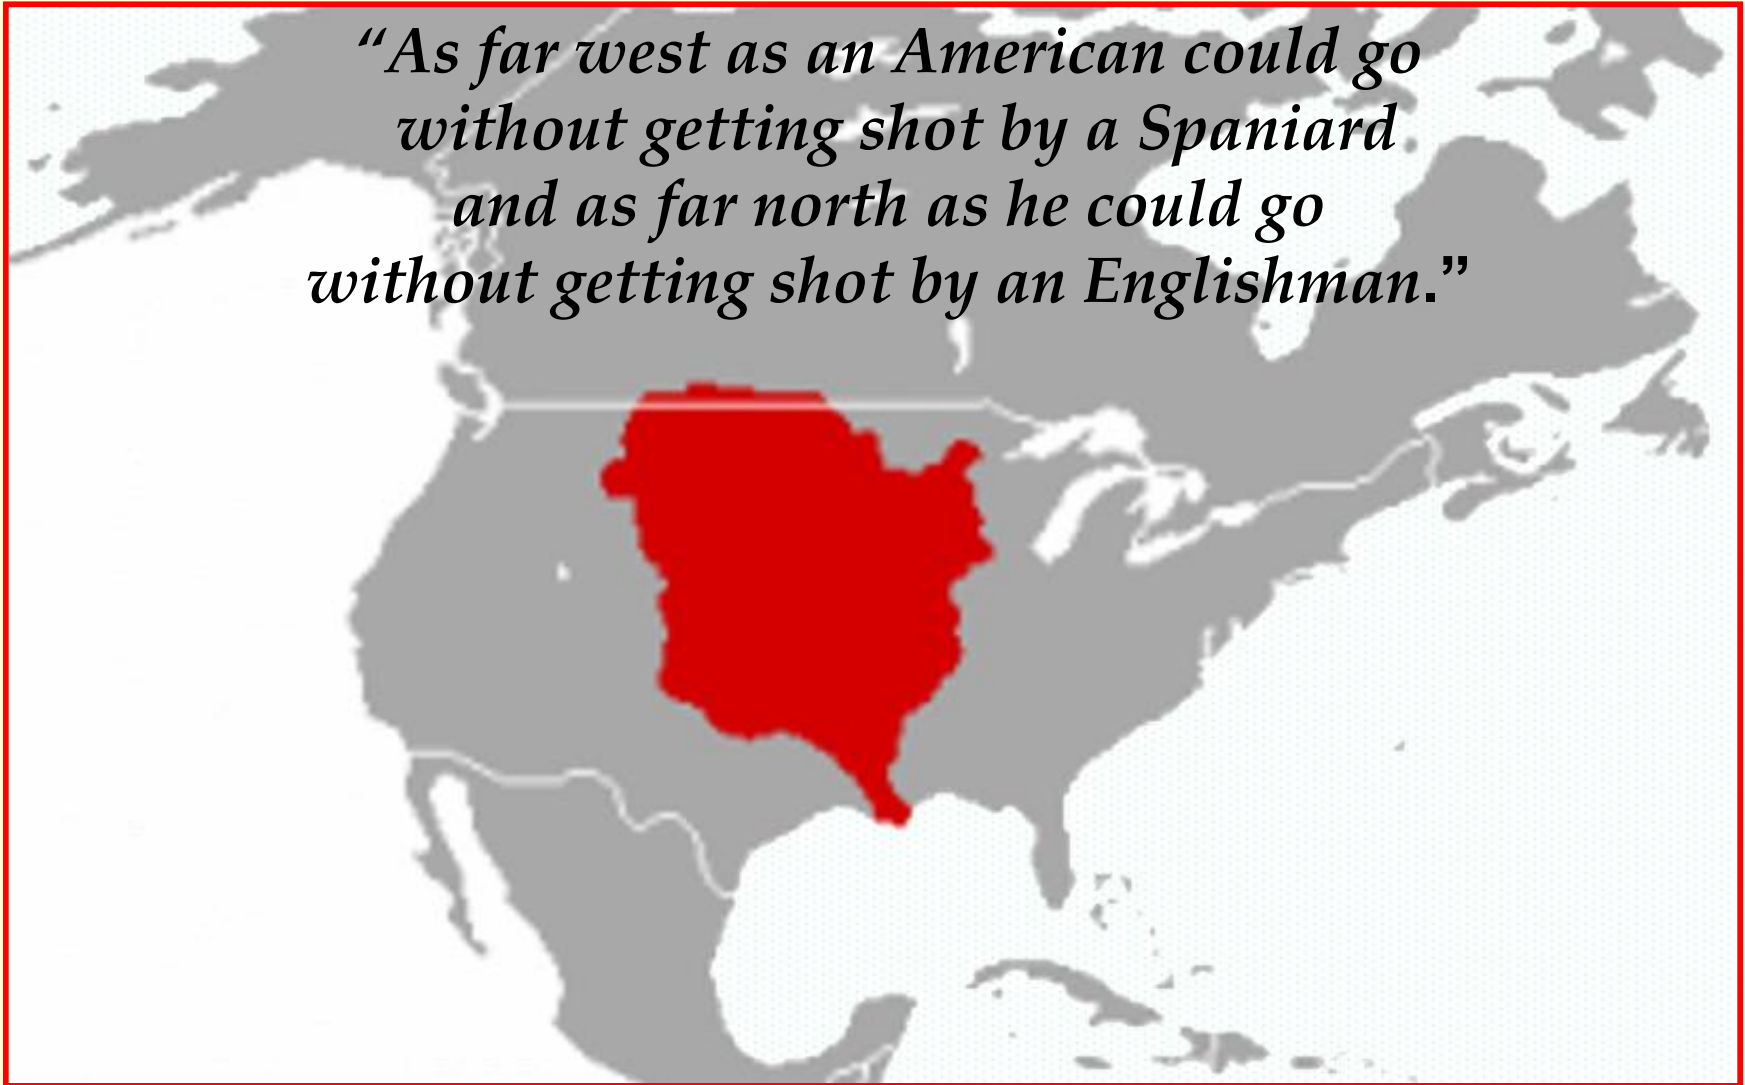 “As far west as an American could go
without getting shot by a Spaniard
and as far north as he could go
without getting shot by an Englishman.”